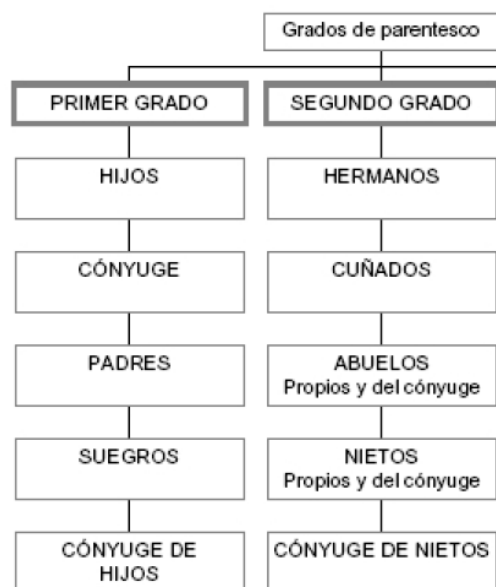 Grados de parentesco
PRIMER GRADO
HIJOS
CÓNYUGE
PADRES
SUEGROS
CÓNYUGE DE
HIJOS
SEGUNDO GRADO
HERMANOS
CUÑADOS
ABUELOS
Propios y del cónyuge
NIETOS
Propios y del cónyuge
CÓNYUGE DE NIETOS